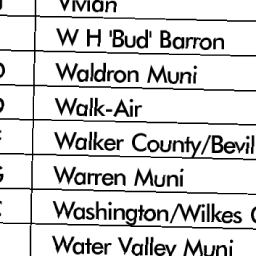 Vivian
W H 'Bud' Barron
Waldron Muni
Walk-Air
Walker County/Bevil
Warren Muni
Washington/Wilkes
Water Valley Muni